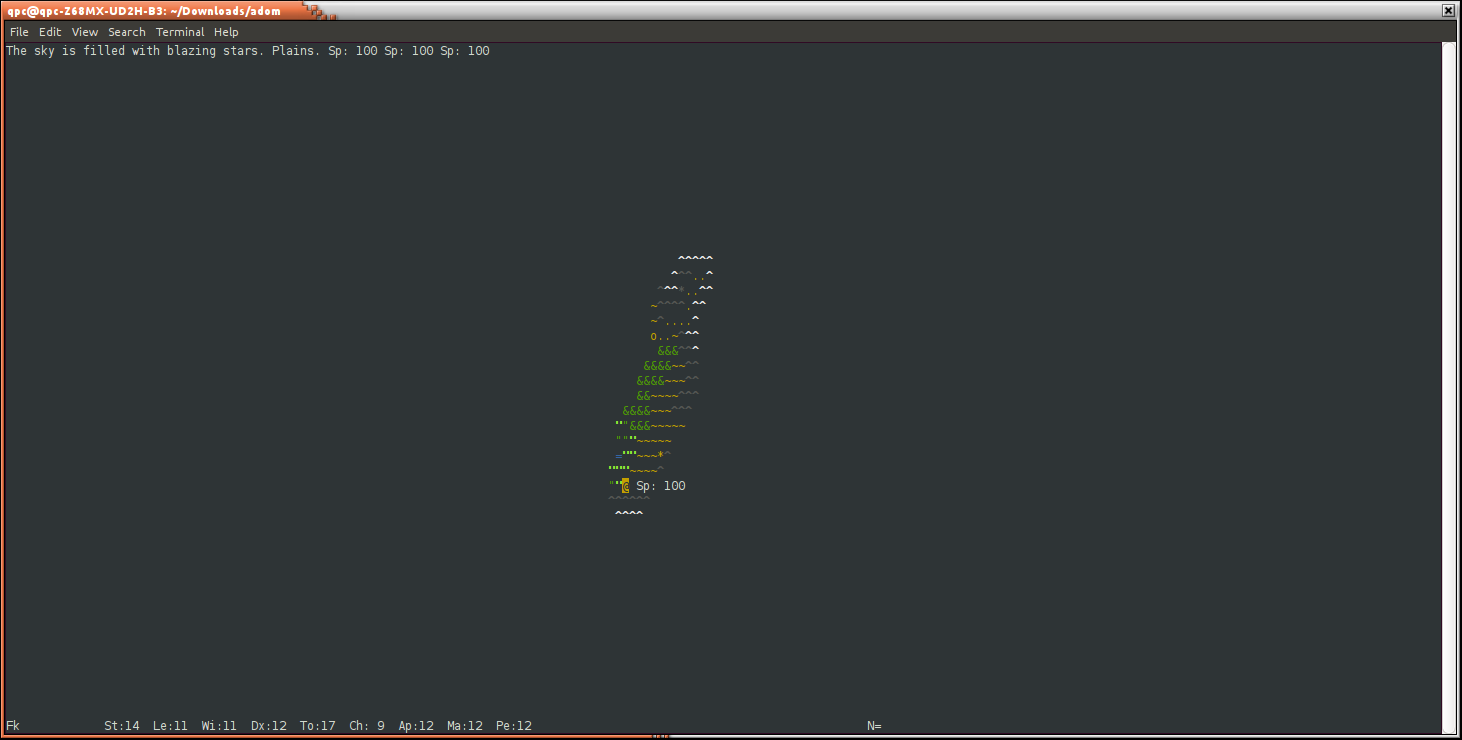 qpc@qpc-Z68MX-UD2H-B3: ~/Downloads/adom
File Edit View Search Terminal Help
The sky is filled with blazing stars. Plains. Sp: 100 Sp: 100 Sp: 100
^^^^^
^^^..^
^^^*..^^
~^^^^.^^
~^....^
o..~^^^
&&&^^^
&&&&~~^^
&&&&~~~^^
&&~~~~^^^
&&&&~~~^^^
""&&&~~~~~
"""~~~~~
=""~~~*^
"""~~~~^
""@ Sp: 100
^^^^^^
^^^^
Fk St:14 Le:11 Wi:11 Dx:12 To:17 Ch: 9 Ap:12 Ma:12 Pe:12 N=